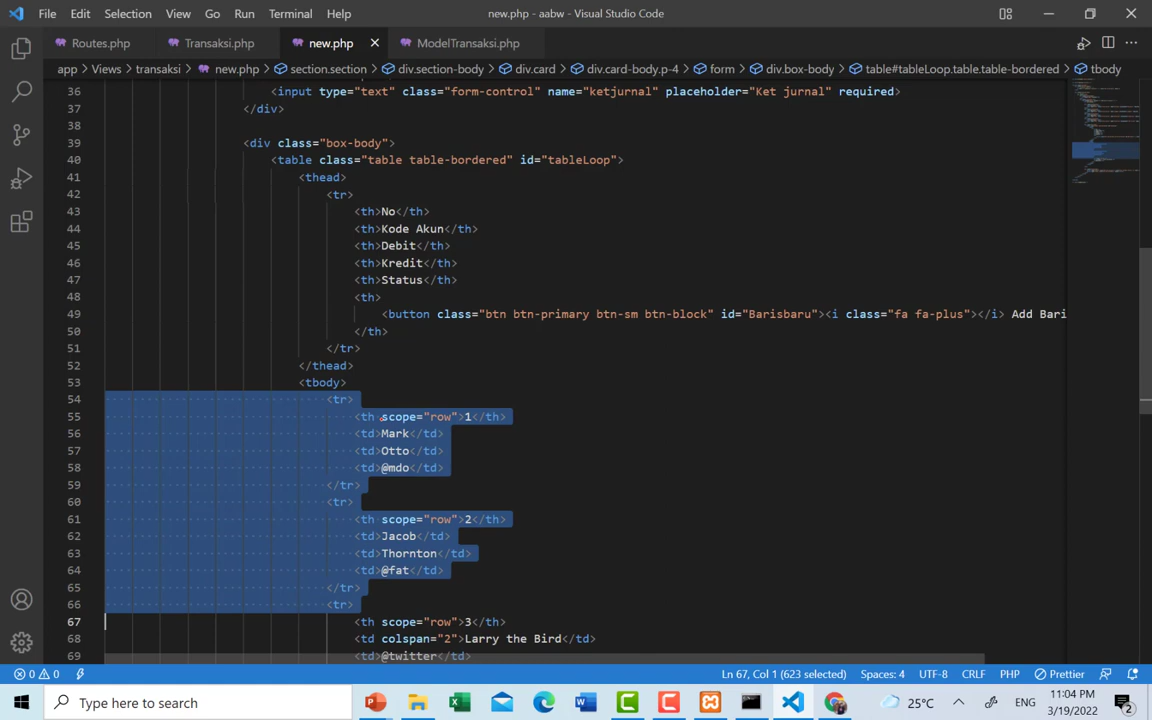 File Edit Selection View Go Run Terminal Help new.php - aabw - Visual Studio Code
Routes.php Transaksi.php new.php ModelTransaksi.php
app > Views > transaksi > new.php > section.section > div.section-body > div.card > div.card-body.p-4 > form > div.box-body > table#tableLoop.table.table-bordered > tbody
36 <input type="text" class="form-control" name="ketjurnal" placeholder="Ket jurnal" required>
37 </div>
38
39 <div class="box-body">
40 <table class="table table-bordered" id="tableLoop">
41 <thead>
42 <tr>
43 <th>No</th>
44 <th>Kode Akun</th>
45 <th>Debit</th>
46 <th>Kredit</th>
47 <th>Status</th>
48 <th>
49 <button class="btn btn-primary btn-sm btn-block" id="Barisbaru"><i class="fa fa-plus"></i> Add Bari
50 </th>
51 </tr>
52 </thead>
53 <tbody>
54 <tr>
55 <th scope="row">1</th>
56 <td>Mark</td>
57 <td>Otto</td>
58 <td>@mdo</td>
59 </tr>
60 <tr>
61 <th scope="row">2</th>
62 <td>Jacob</td>
63 <td>Thornton</td>
64 <td>@fat</td>
65 </tr>
66 <tr>
67 <th scope="row">3</th>
68 <td colspan="2">Larry the Bird</td>
69 <td>@twitter</td>
0 0 Ln 67, Col 1 (623 selected) Spaces: 4 UTF-8 CRLF PHP Prettier
Type here to search 25°C ENG 11:04 PM 2
3/19/2022